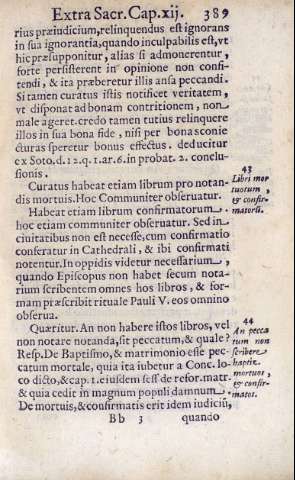 Extra Sacr. Cap. xij. 389
rius præiudicium, relinquendus est ignorans
in sua ignorantia, quando inculpabilis est, vt
hic præsupponitur, alias si admonerentur,
forte persisterent in opinione non confi-
tendi, & ita præberetur illis ansa peccandi.
Si tamen curatus istis notificet veritatem,
vt disponat ad bonam contritionem, non
male ageret. credo tamen tutius relinquere
illos in sua bona fide, nisi per bonas conie
cturas speretur bonus effectus. deducitur
ex Soto. d. 12. q. 1. ar. 6. in probat. 2. conclu-
sionis.
43
Libri mor
tuorum,
& confir-
matorũ.
Curatus habeat etiam librum pro notan-
dis mortuis. Hoc Communiter obseruatur.
Habeat etiam librum confirmatorum.
hoc etiam communiter obseruatur. Sed in
ciuitatibus non est necesse, cum confirmatio
conferatur in Cathedrali, & ibi confirmati
notentur. In oppidis videtur necessarium,
quando Episcopus non habet secum nota-
rium scribentem omnes hos libros, & for-
mam præscribit rituale Pauli V. eos omnino
obserua.
44
An pecca
tum non
scribere
baptiz.
mortuos,
& confir-
matos.
Quæritur. An non habere istos libros, vel
non notare notanda, sit peccatum, & quale?
Resp. De Baptismo, & matrimonio esse pec-
catum mortale, quia ita iubetur a Conc. lo-
co dicto, & cap. 1. eiusdem sess. de refor. matr.
& quia cedit in magnum populi damnum.
De mortuis, & confirmatis erit idem iudiciũ,
Bb 3 quando